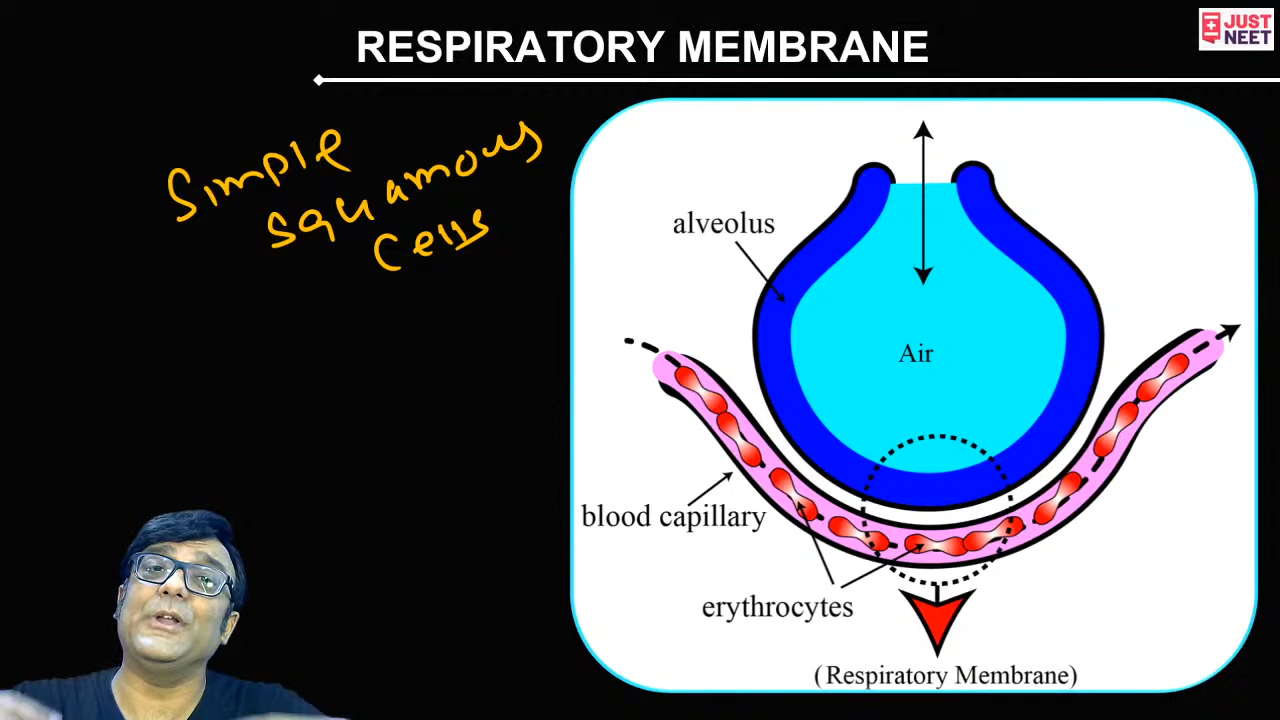 RESPIRATORY MEMBRANE
JUST
NEET
Simple
Squamous
Cells
alveolus
Air
blood capillary
erythrocytes
(Respiratory Membrane)